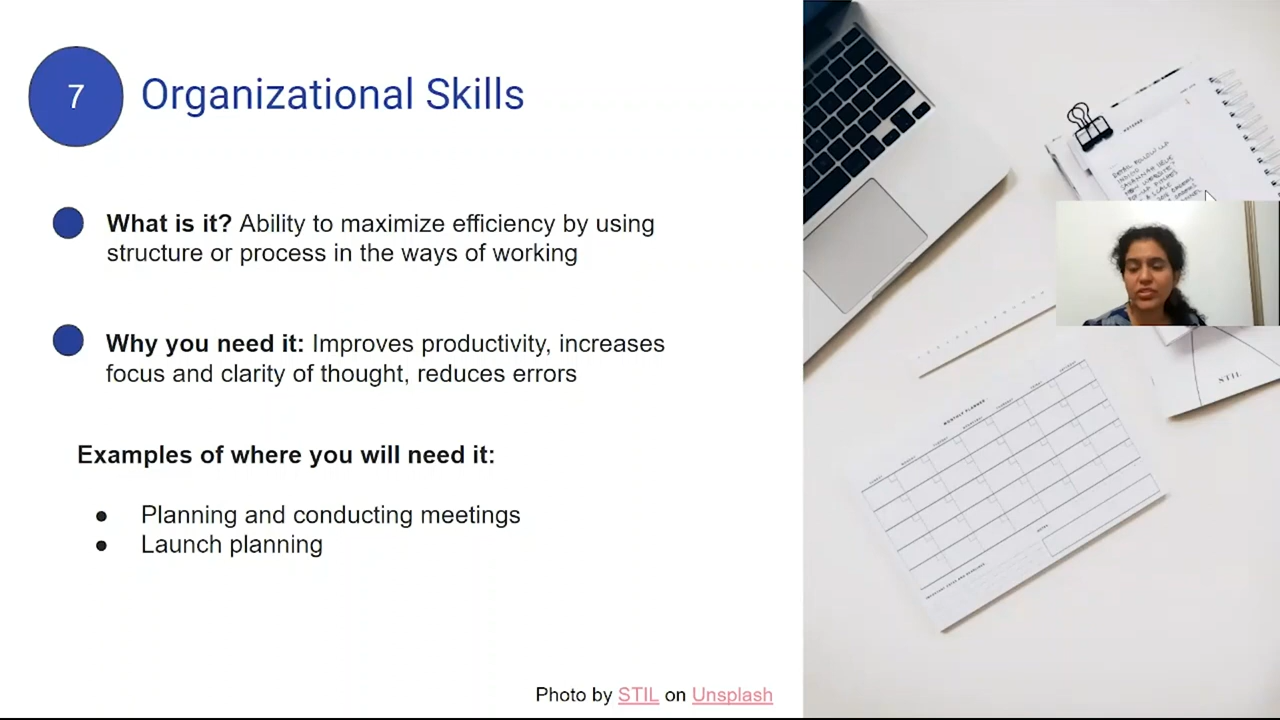 7
Organizational Skills
What is it? Ability to maximize efficiency by using
structure or process in the ways of working
Why you need it: Improves productivity, increases
focus and clarity of thought, reduces errors
Examples of where you will need it:
● Planning and conducting meetings
● Launch planning
Photo by STIL on Unsplash
MONTHLY PLANNER
STIL